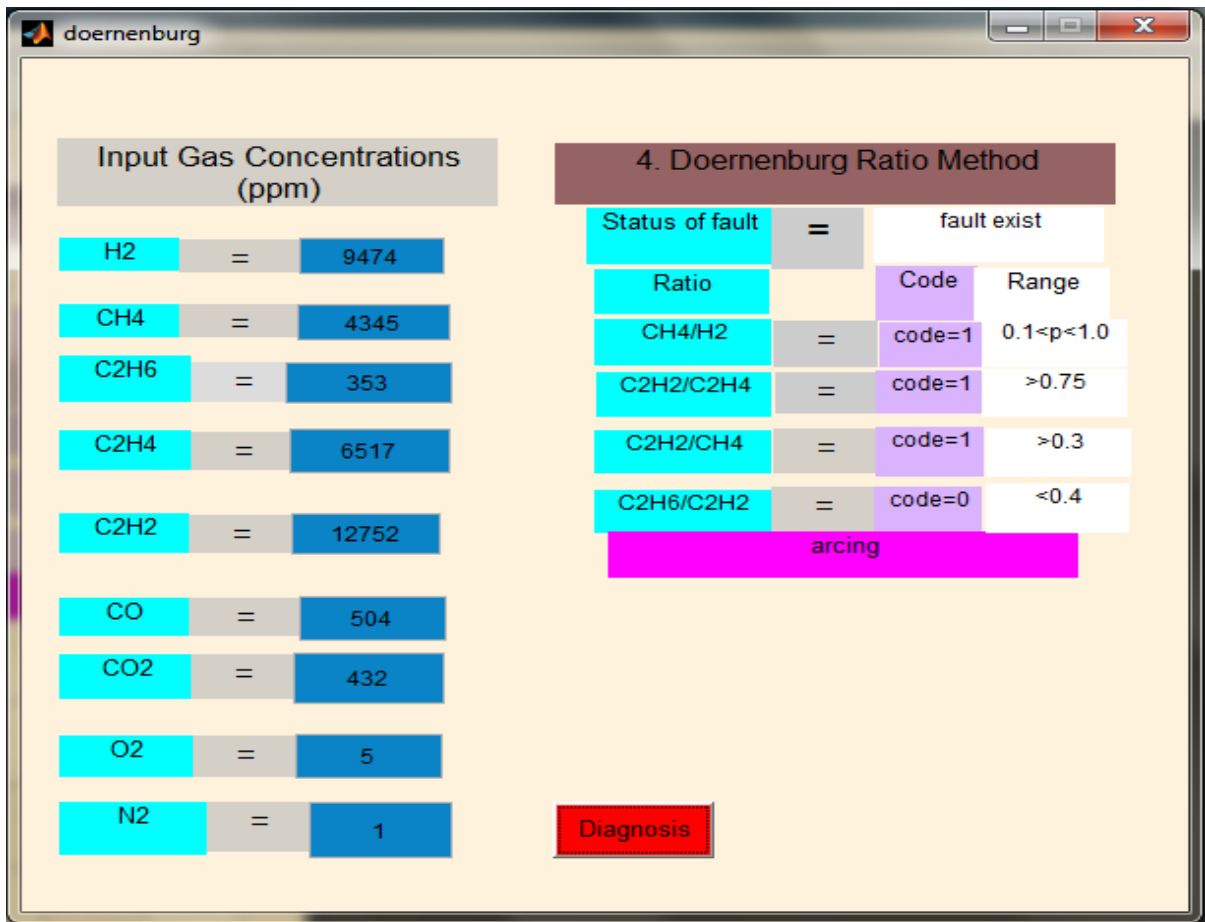 doernenburg
Input Gas Concentrations
(ppm)
H2 = 9474
CH4 = 4345
C2H6 = 353
C2H4 = 6517
C2H2 = 12752
CO = 504
CO2 = 432
O2 = 5
N2 = 1
4. Doernenburg Ratio Method
Status of fault = fault exist
Ratio Code Range
CH4/H2 = code=1 0.1<p<1.0
C2H2/C2H4 = code=1 >0.75
C2H2/CH4 = code=1 >0.3
C2H6/C2H2 = code=0 <0.4
arcing
Diagnosis